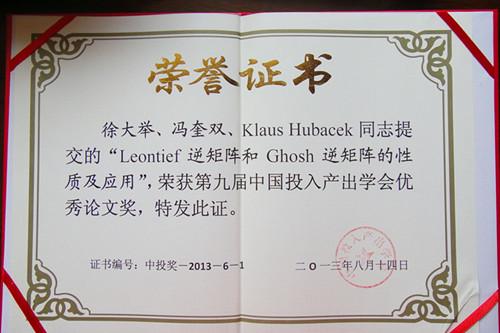 荣誉证书
徐大举、冯奎双、Klaus Hubacek 同志提
交的“Leontief 逆矩阵和 Ghosh 逆矩阵的性
质及应用”,荣获第九届中国投入产出学会优
秀论文奖，特发此证。
证书编号：中投奖－2013－6－1
二〇一三年八月十四日